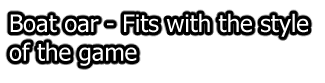 Boat oar - Fits with the style
of the game